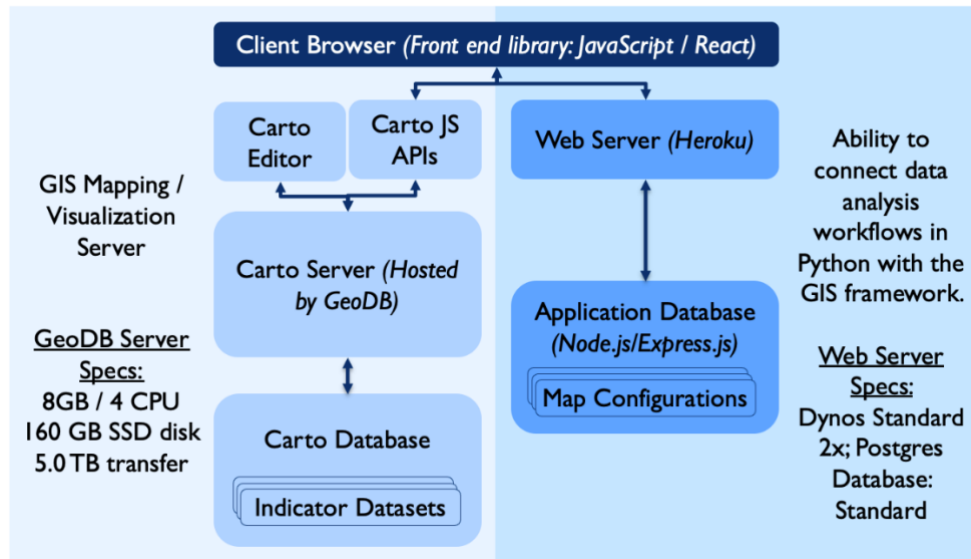 Client Browser (Front end library: JavaScript / React)
Carto
Editor
Carto JS
APIs
GIS Mapping /
Visualization
Server
Carto Server (Hosted
by GeoDB)
GeoDB Server
Specs:
8GB / 4 CPU
160 GB SSD disk
5.0 TB transfer
Carto Database
Indicator Datasets
Web Server (Heroku)
Application Database
(Node.js/Express.js)
Map Configurations
Ability to
connect data
analysis
workflows in
Python with the
GIS framework.
Web Server
Specs:
Dynos Standard
2x; Postgres
Database:
Standard